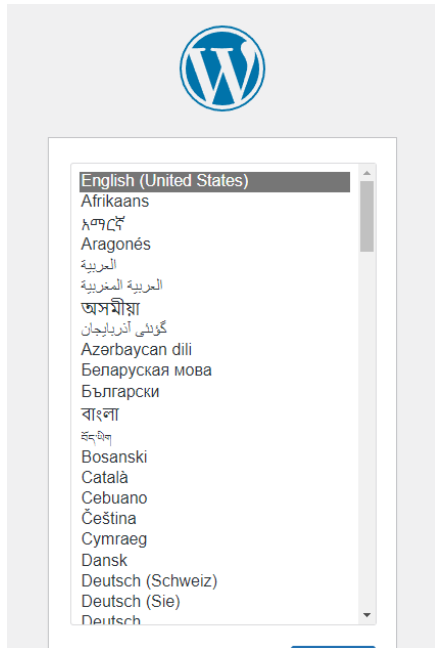 English (United States)
Afrikaans
አማርኛ
Aragonés
العربية
العربية المغربية
অসমীয়া
گؤنئی آذربایجان
Azərbaycan dili
Беларуская мова
Български
বাংলা
བོད་ཡིག
Bosanski
Català
Cebuano
Čeština
Cymraeg
Dansk
Deutsch (Schweiz)
Deutsch (Sie)
Deutsch